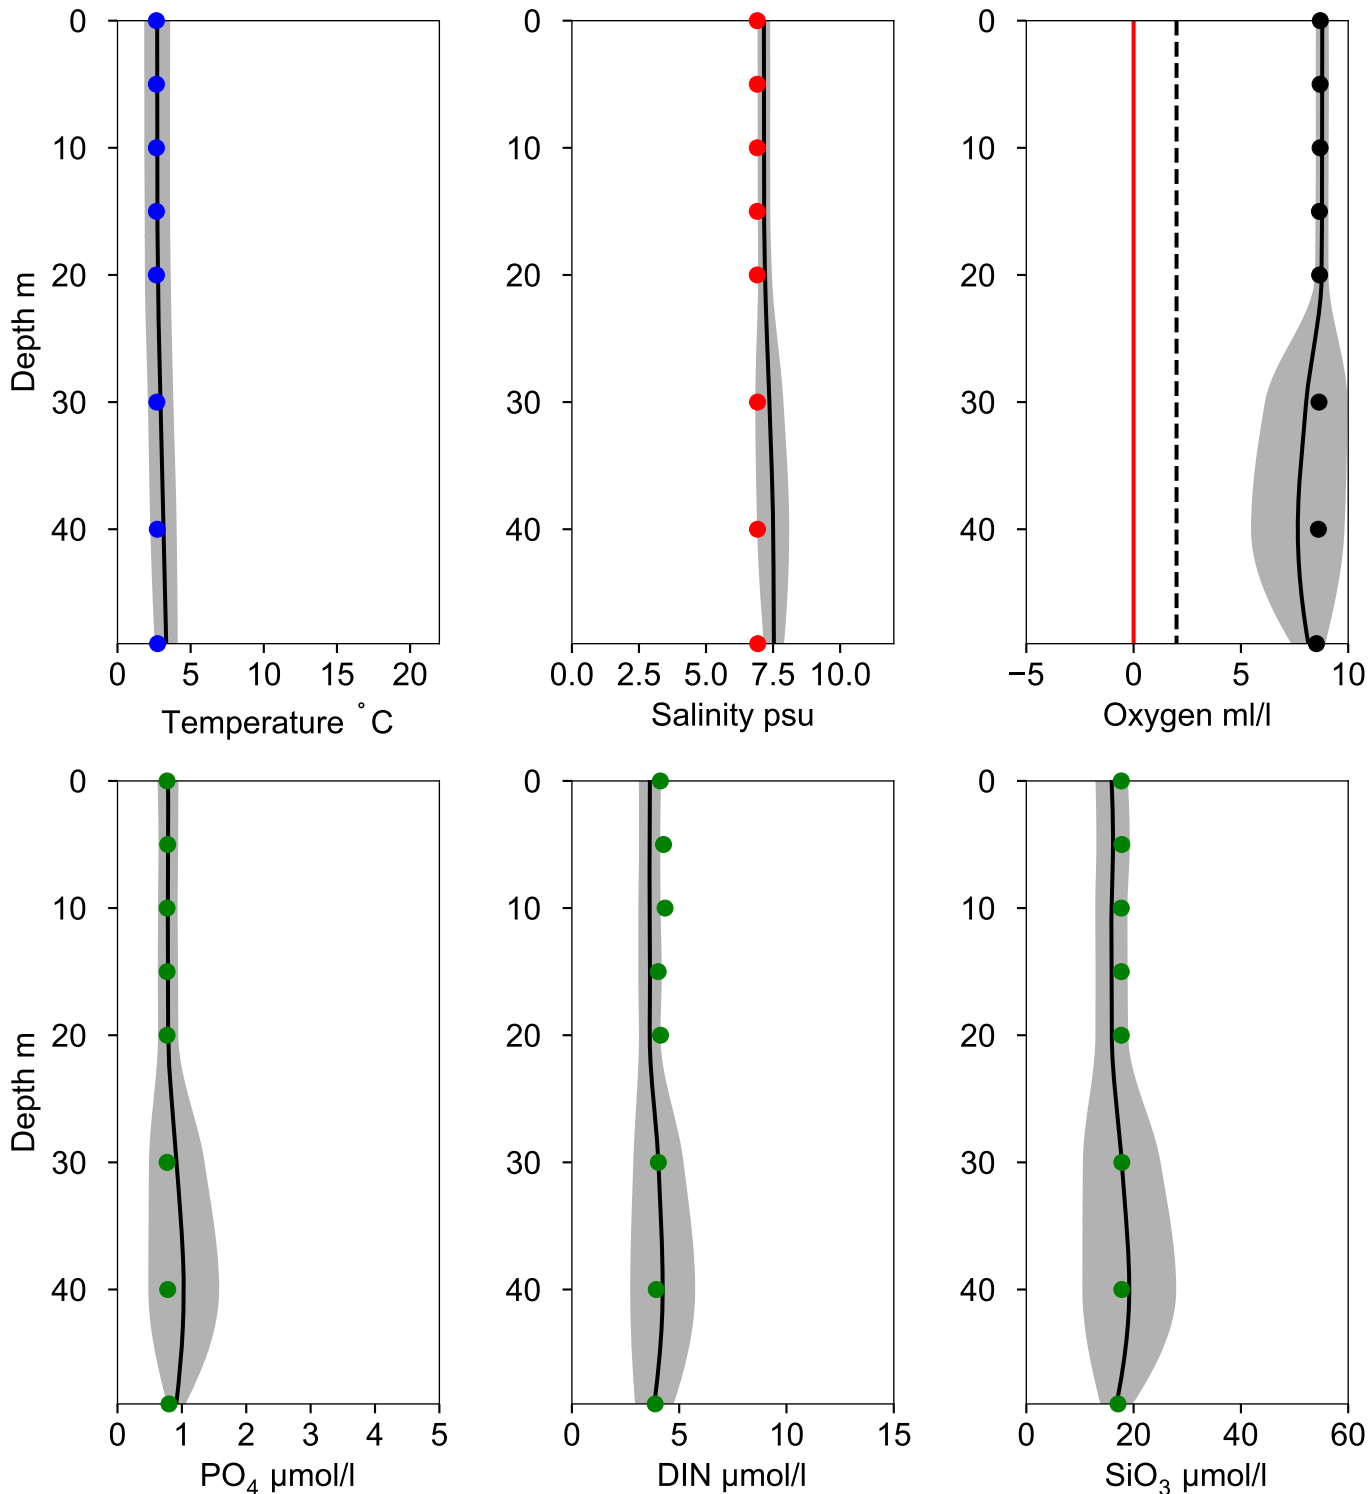 0 0 0
10 10 10
20 20 20
Depth m
30 30 30
40 40 40
0 5 10 15 20 0.0 2.5 5.0 7.5 10.0 −5 0 5 10
Temperature °C Salinity psu Oxygen ml/l
0 0 0
10 10 10
20 20 20
Depth m
30 30 30
40 40 40
0 1 2 3 4 5 0 5 10 15 0 20 40 60
PO₄ µmol/l DIN µmol/l SiO₃ µmol/l